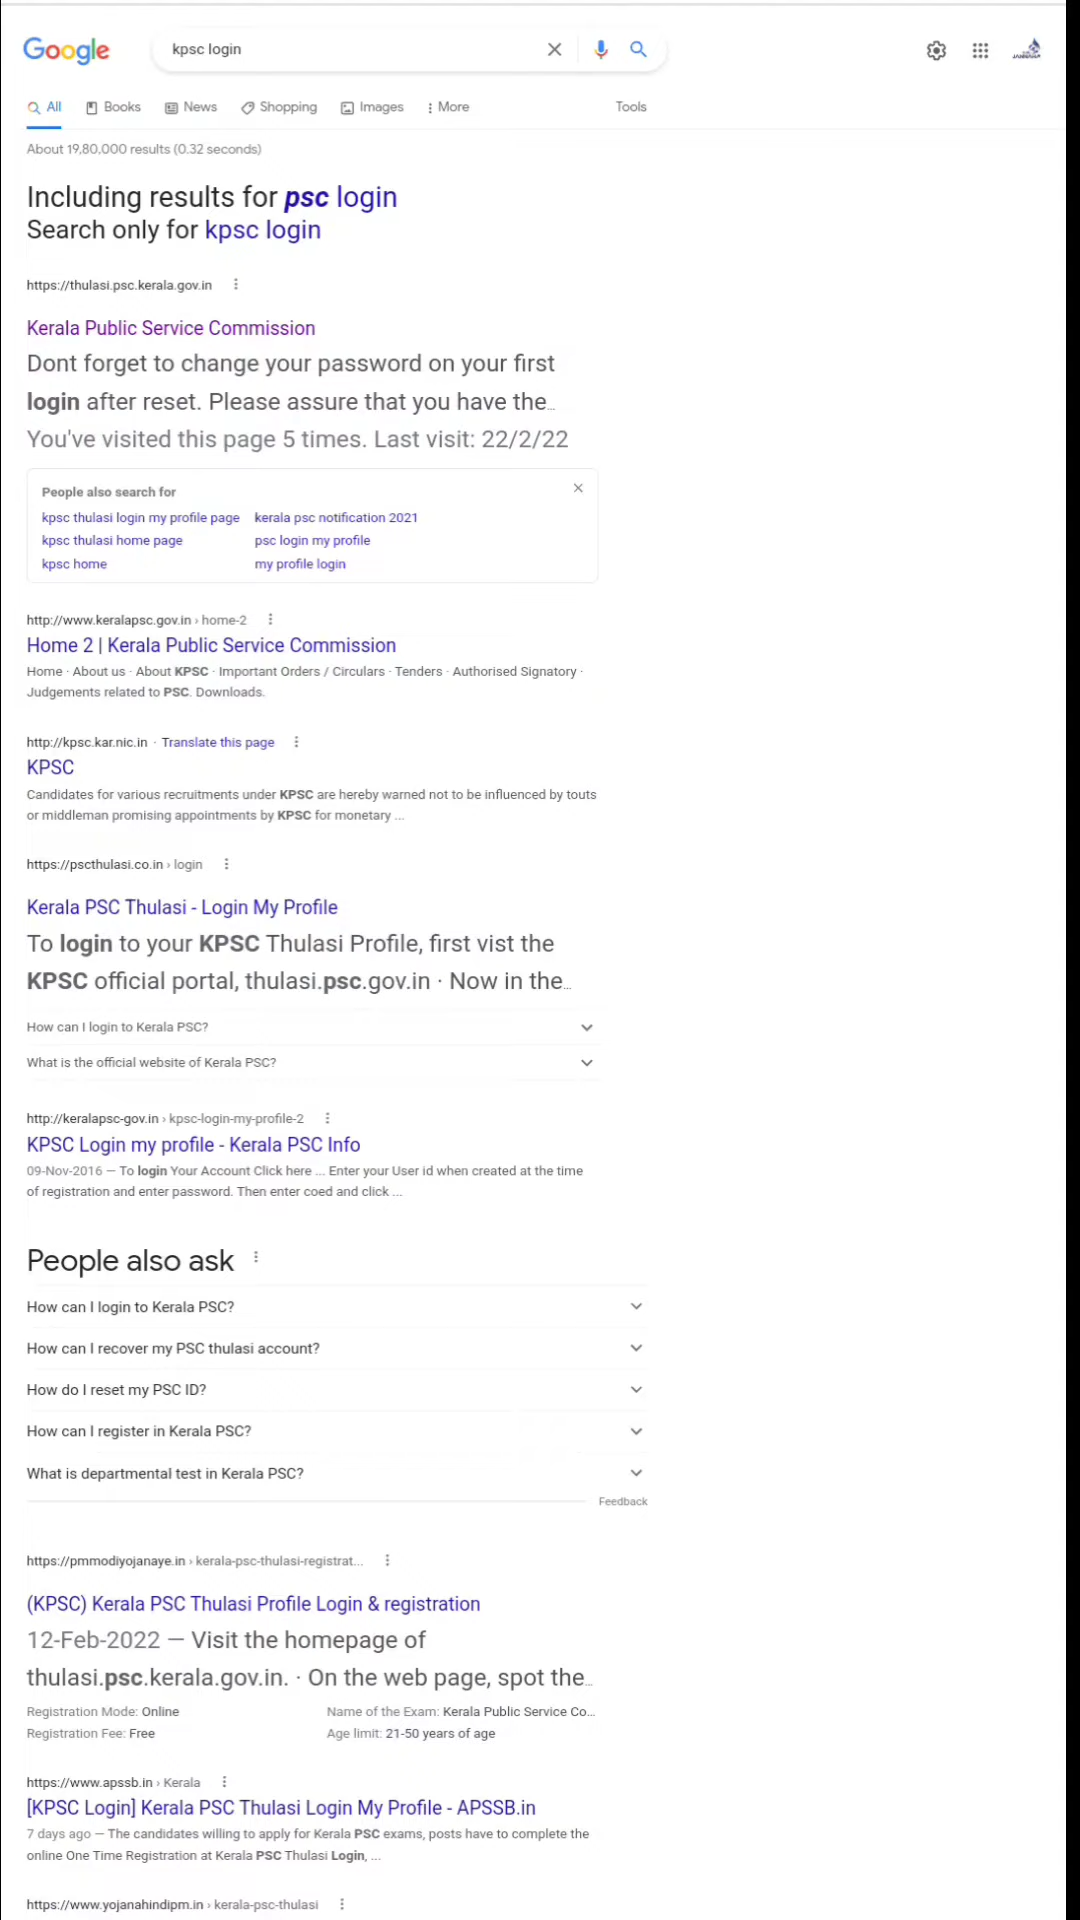 Google
kpsc login
All Books News Shopping Images More Tools
About 19,80,000 results (0.32 seconds)
Including results for psc login
Search only for kpsc login
https://thulasi.psc.kerala.gov.in
Kerala Public Service Commission
Dont forget to change your password on your first
login after reset. Please assure that you have the...
You've visited this page 5 times. Last visit: 22/2/22
People also search for
kpsc thulasi login my profile page kerala psc notification 2021
kpsc thulasi home page psc login my profile
kpsc home my profile login
http://www.keralapsc.gov.in › home-2
Home 2 | Kerala Public Service Commission
Home · About us · About KPSC · Important Orders / Circulars · Tenders · Authorised Signatory ·
Judgements related to PSC. Downloads.
http://kpsc.kar.nic.in · Translate this page
KPSC
Candidates for various recruitments under KPSC are hereby warned not to be influenced by touts
or middleman promising appointments by KPSC for monetary ...
https://pscthulasi.co.in › login
Kerala PSC Thulasi - Login My Profile
To login to your KPSC Thulasi Profile, first vist the
KPSC official portal, thulasi.psc.gov.in · Now in the...
How can I login to Kerala PSC?
What is the official website of Kerala PSC?
http://keralapsc-gov.in › kpsc-login-my-profile-2
KPSC Login my profile - Kerala PSC Info
09-Nov-2016 — To login Your Account Click here ... Enter your User id when created at the time
of registration and enter password. Then enter coed and click ...
People also ask
How can I login to Kerala PSC?
How can I recover my PSC thulasi account?
How do I reset my PSC ID?
How can I register in Kerala PSC?
What is departmental test in Kerala PSC?
Feedback
https://pmmodiyojanaye.in › kerala-psc-thulasi-registrat...
(KPSC) Kerala PSC Thulasi Profile Login & registration
12-Feb-2022 — Visit the homepage of
thulasi.psc.kerala.gov.in. · On the web page, spot the...
Registration Mode: Online Name of the Exam: Kerala Public Service Co...
Registration Fee: Free Age limit: 21-50 years of age
https://www.apssb.in › Kerala
[KPSC Login] Kerala PSC Thulasi Login My Profile - APSSB.in
7 days ago — The candidates willing to apply for Kerala PSC exams, posts have to complete the
online One Time Registration at Kerala PSC Thulasi Login, ...
https://www.yojanahindipm.in › kerala-psc-thulasi